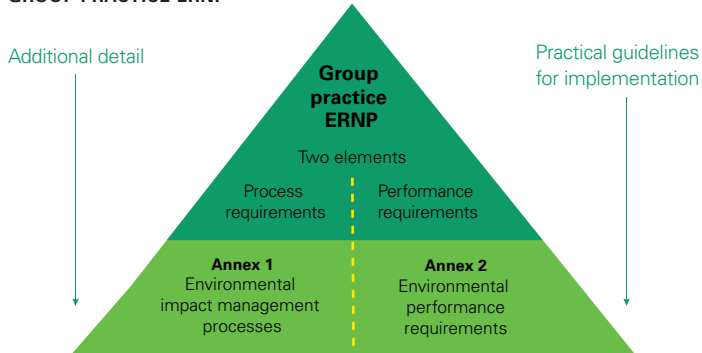 Additional detail
Practical guidelines
for implementation
Group
practice
ERNP
Two elements
Process
requirements
Performance
requirements
Annex 1
Environmental
impact management
processes
Annex 2
Environmental
performance
requirements